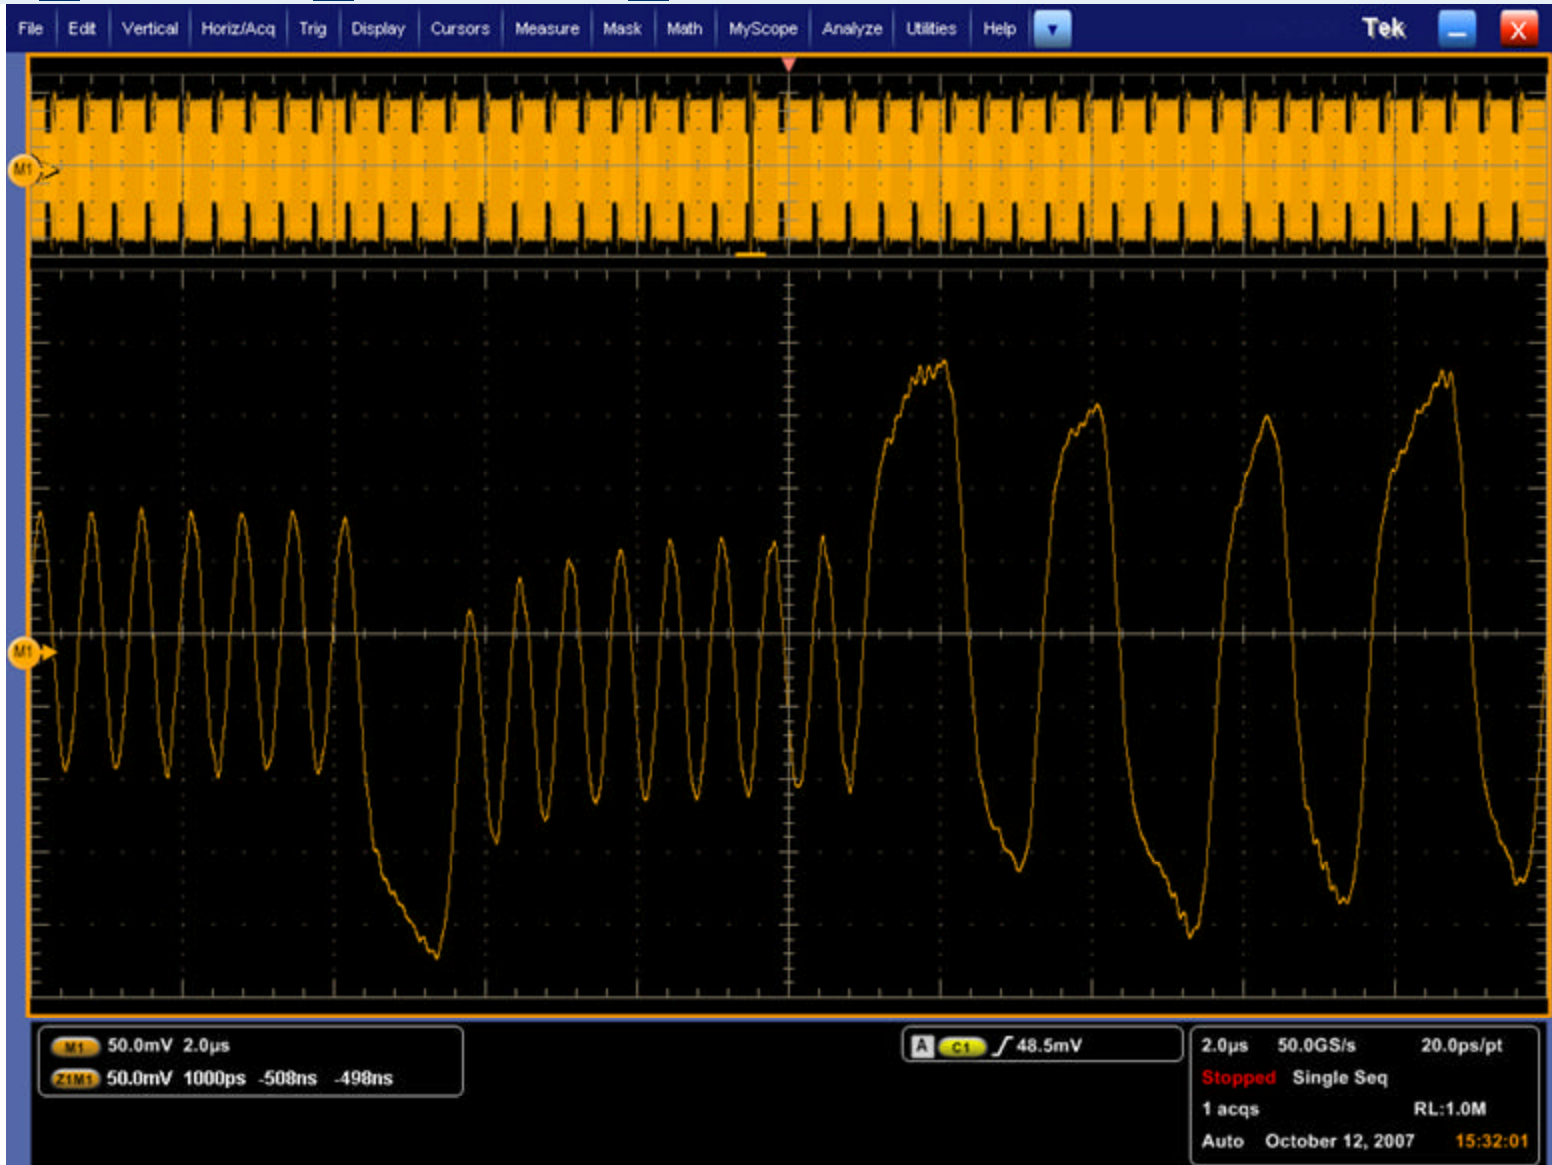 File Edit Vertical Horiz/Acq Trig Display Cursors Measure Mask Math MyScope Analyze Utilities Help Tek X
M1
M1
M1 50.0mV 2.0µs
Z1M1 50.0mV 1000ps -508ns -498ns
A C1 48.5mV
2.0µs 50.0GS/s 20.0ps/pt
Stopped Single Seq
1 acqs RL:1.0M
Auto October 12, 2007 15:32:01